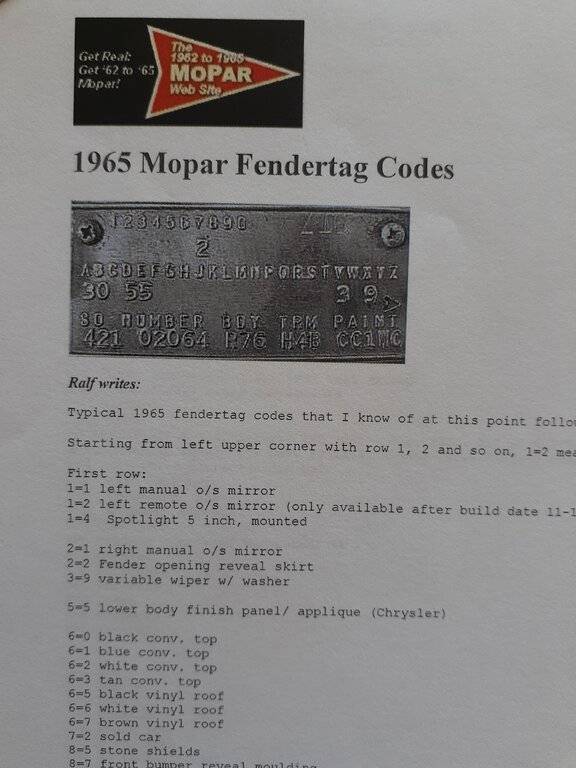 Get Real:
Get '62 to '65
Mopar!
The
1962 to 1965
MOPAR
Web Site
1965 Mopar Fendertag Codes
1234567890
2
ABCDEFGHJKLMNPQRSTVWXYZ
30 55 3 9
SO NUMBER BDY TRM PAINT
421 02064 R76 H4B CC1MC
Ralf writes:
Typical 1965 fendertag codes that I know of at this point
Starting from left upper corner with row 1, 2 and so on, 1=2
First row:
1=1 left manual o/s mirror
1=2 left remote o/s mirror (only available after build date
1=4 Spotlight 5 inch, mounted
2=1 right manual o/s mirror
2=2 Fender opening reveal skirt
3=9 variable wiper w/ washer
5=5 lower body finish panel/ applique (Chrysler)
6=0 black conv. top
6=1 blue conv. top
6=2 white conv. top
6=3 tan conv. top
6=5 black vinyl roof
6=6 white vinyl roof
6=7 brown vinyl roof
7=2 sold car
8=5 stone shields
8=7 front bumper reveal moulding